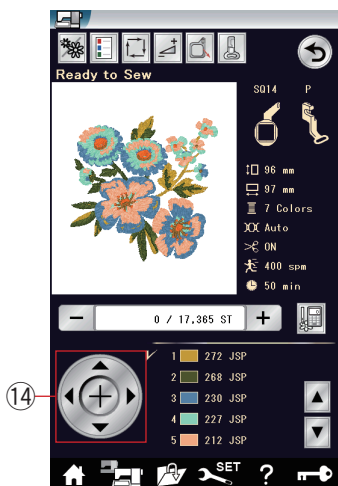 Ready to Sew
SQ14 P
96 mm
97 mm
7 Colors
Auto
ON
400 spm
50 min
− 0 / 17,365 ST +
1 272 JSP
2 268 JSP
3 230 JSP
4 227 JSP
5 212 JSP
14
SET ?